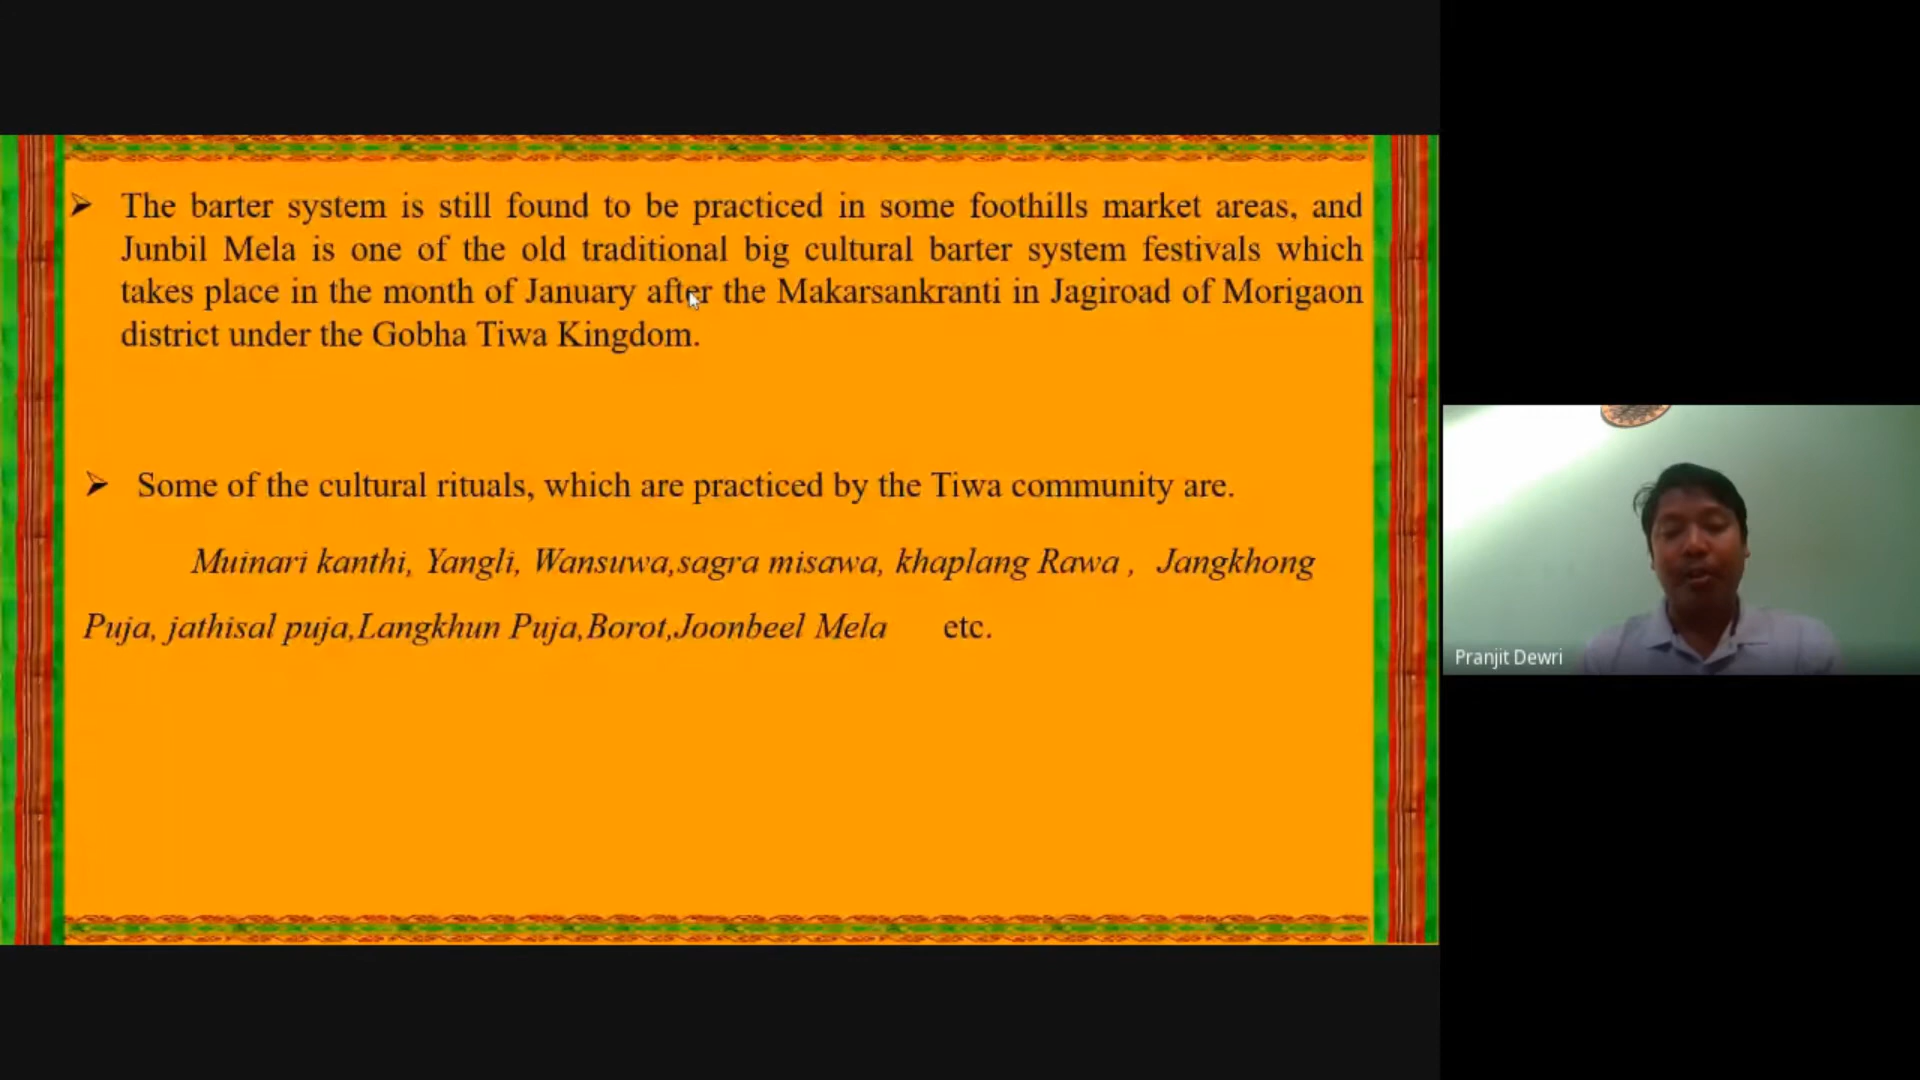 ➢ The barter system is still found to be practiced in some foothills market areas, and
Junbil Mela is one of the old traditional big cultural barter system festivals which
takes place in the month of January after the Makarsankranti in Jagiroad of Morigaon
district under the Gobha Tiwa Kingdom.
➢ Some of the cultural rituals, which are practiced by the Tiwa community are.
Muinari kanthi, Yangli, Wansuwa,sagra misawa, khaplang Rawa , Jangkhong
Puja, jathisal puja,Langkhun Puja,Borot,Joonbeel Mela etc.
Pranjit Dewri